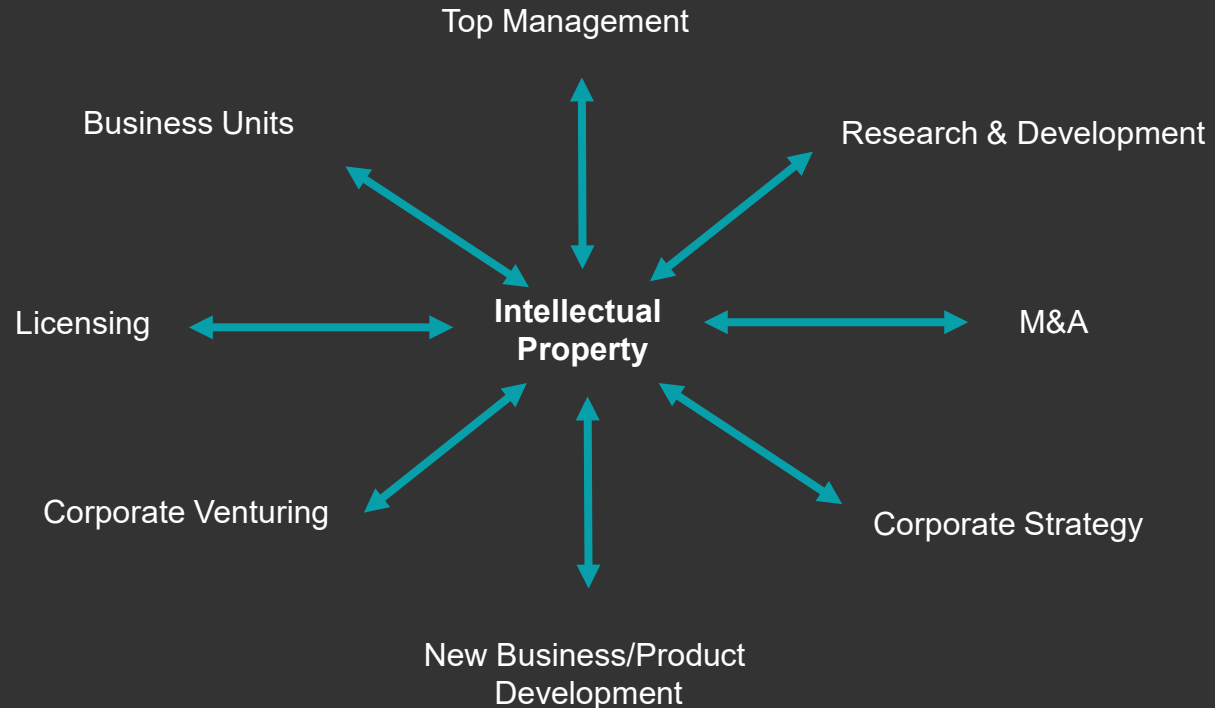 Top Management
Business Units
Research & Development
Intellectual
Property
Licensing
M&A
Corporate Venturing
Corporate Strategy
New Business/Product
Development